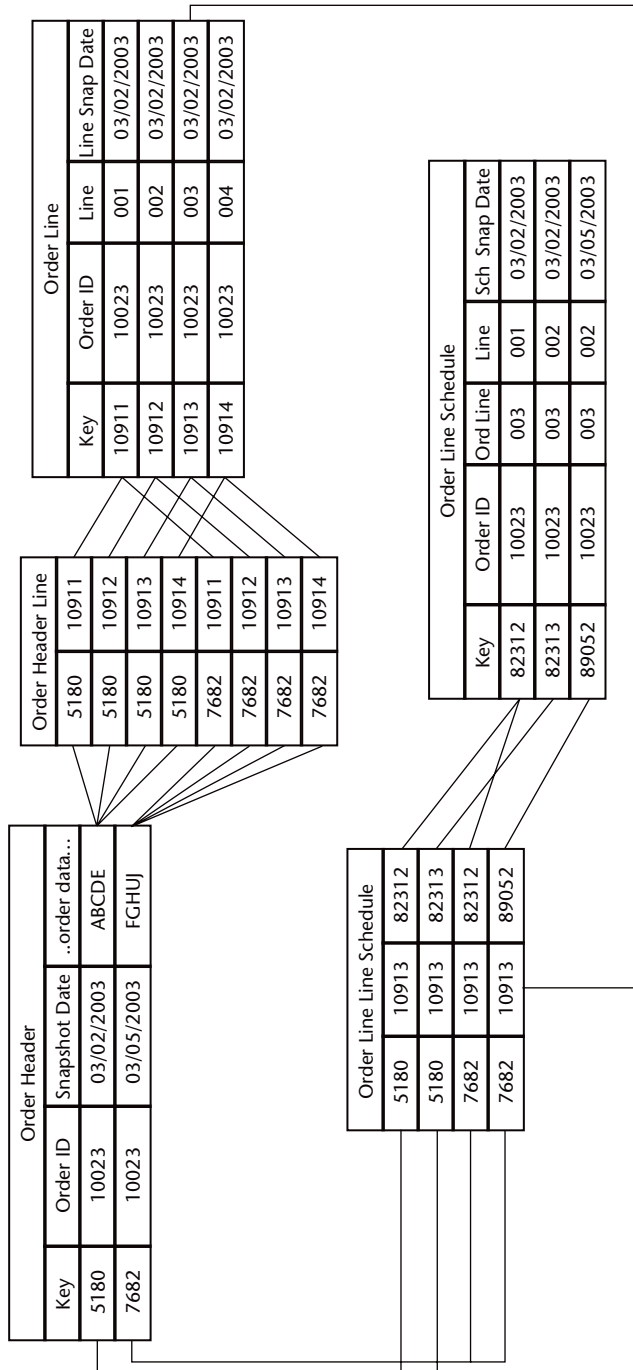 Order Header
Key Order ID Snapshot Date ..order data...
5180 10023 03/02/2003 ABCDE
7682 10023 03/05/2003 FGHUJ
Order Header Line
5180 10911
5180 10912
5180 10913
5180 10914
7682 10911
7682 10912
7682 10913
7682 10914
Order Line
Key Order ID Line Line Snap Date
10911 10023 001 03/02/2003
10912 10023 002 03/02/2003
10913 10023 003 03/02/2003
10914 10023 004 03/02/2003
Order Line Line Schedule
5180 10913 82312
5180 10913 82313
7682 10913 82312
7682 10913 89052
Order Line Schedule
Key Order ID Ord Line Line Sch Snap Date
82312 10023 003 001 03/02/2003
82313 10023 003 002 03/02/2003
89052 10023 003 002 03/05/2003